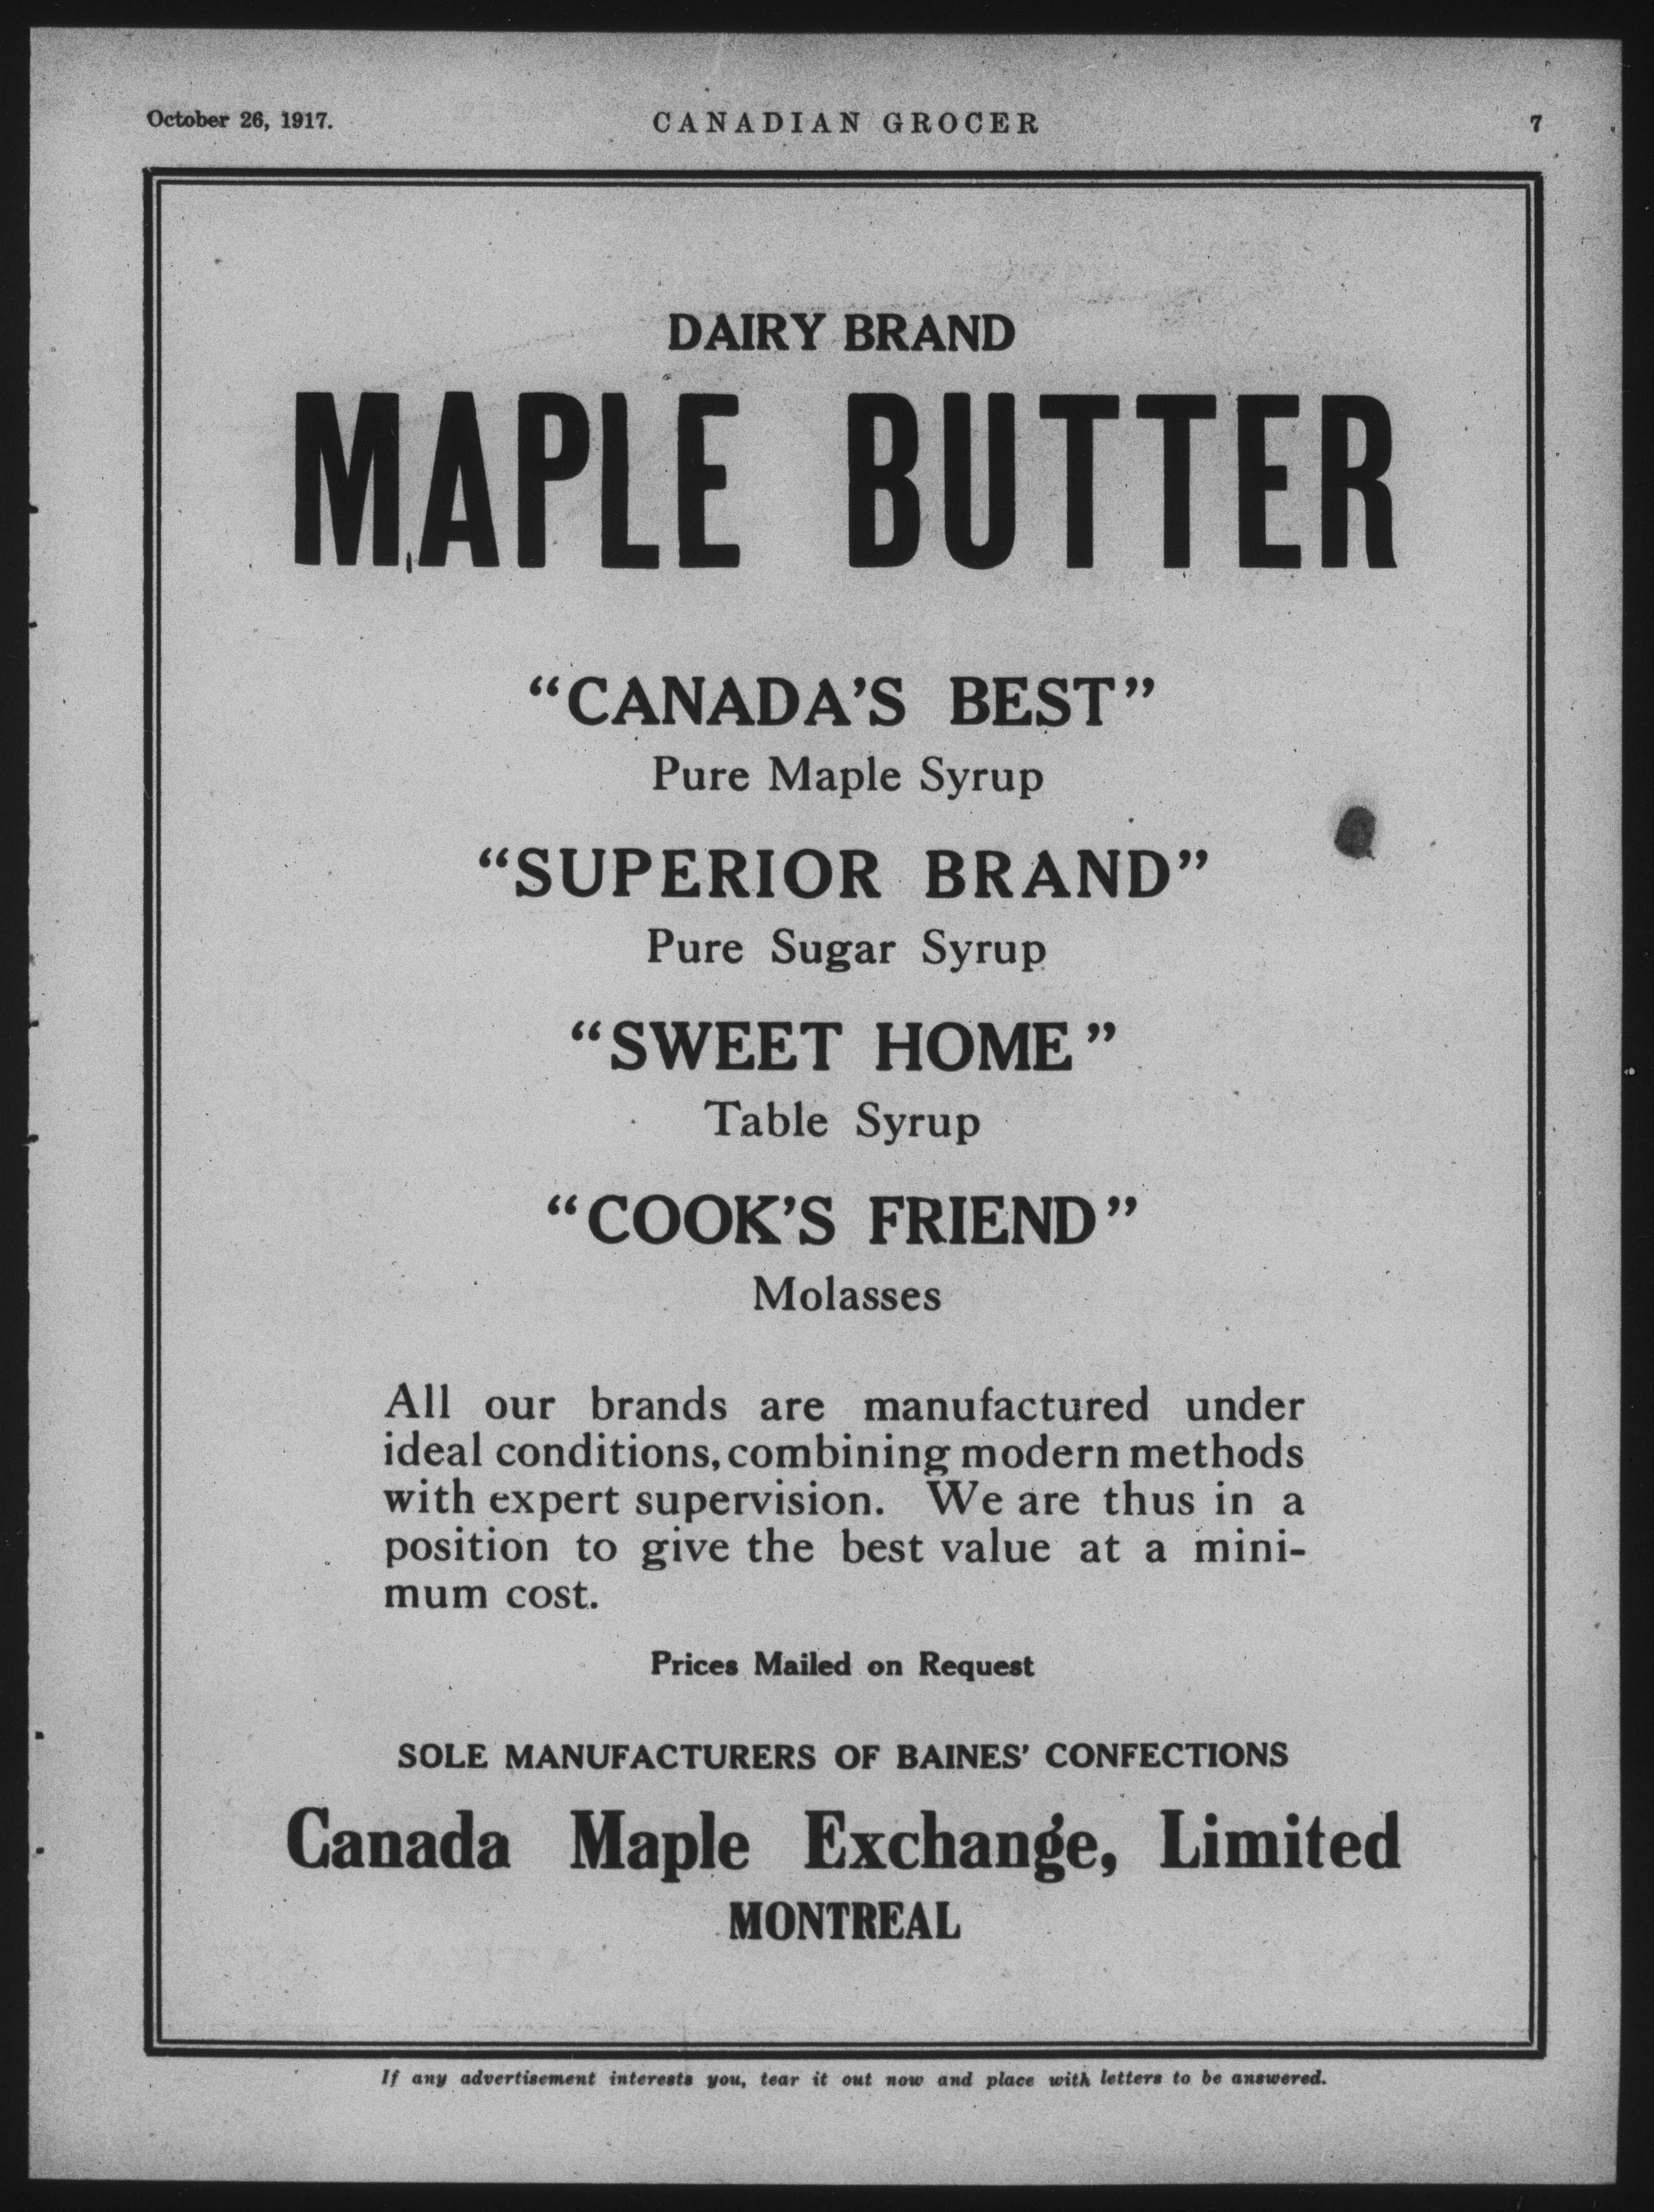 October 26, 1917.
CANADIAN GROCER
7
DAIRY BRAND
MAPLE BUTTER
“CANADA’S BEST”
Pure Maple Syrup
“SUPERIOR BRAND”
Pure Sugar Syrup
“SWEET HOME”
Table Syrup
“COOK’S FRIEND”
Molasses
All our brands are manufactured under
ideal conditions, combining modern methods
with expert supervision. We are thus in a
position to give the best value at a mini-
mum cost.
Prices Mailed on Request
SOLE MANUFACTURERS OF BAINES’ CONFECTIONS
Canada Maple Exchange, Limited
MONTREAL
If any advertisement interests you, tear it out now and place with letters to be answered.